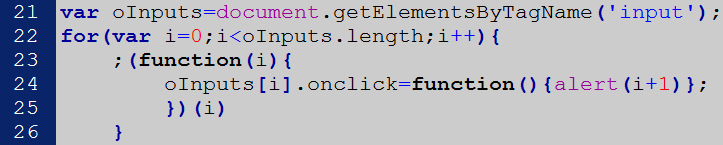 21 var oInputs=document.getElementsByTagName('input');
22 for(var i=0;i<oInputs.length;i++){
23 ;(function(i){
24 oInputs[i].onclick=function(){alert(i+1)};
25 })(i)
26 }